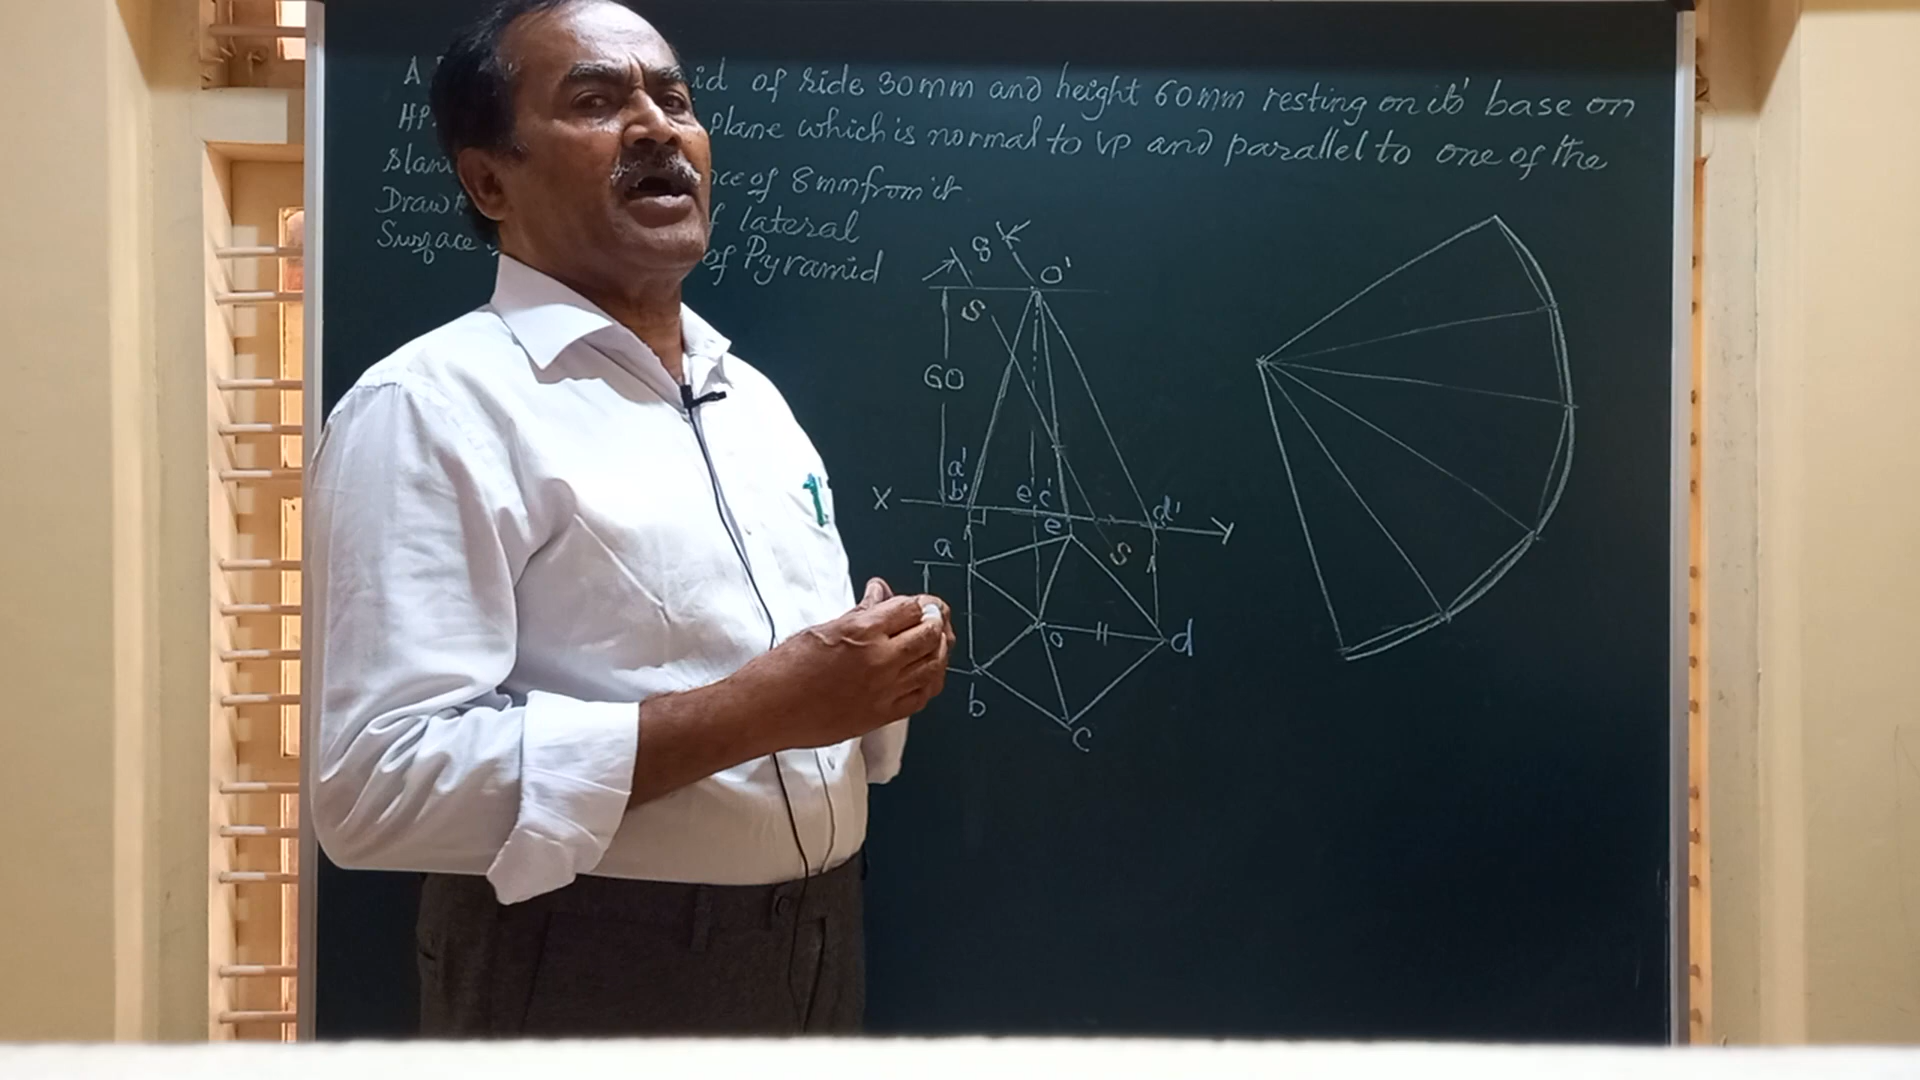 A id of side 30mm and height 60mm resting on its base on
HP. Plane which is normal to VP and parallel to one of the
slan nce of 8mm from it
Draw t f lateral
Surface of Pyramid
8
o'
S
60
a'
b'
e' c'
d'
X
Y
e
a
S
o
d
b
c